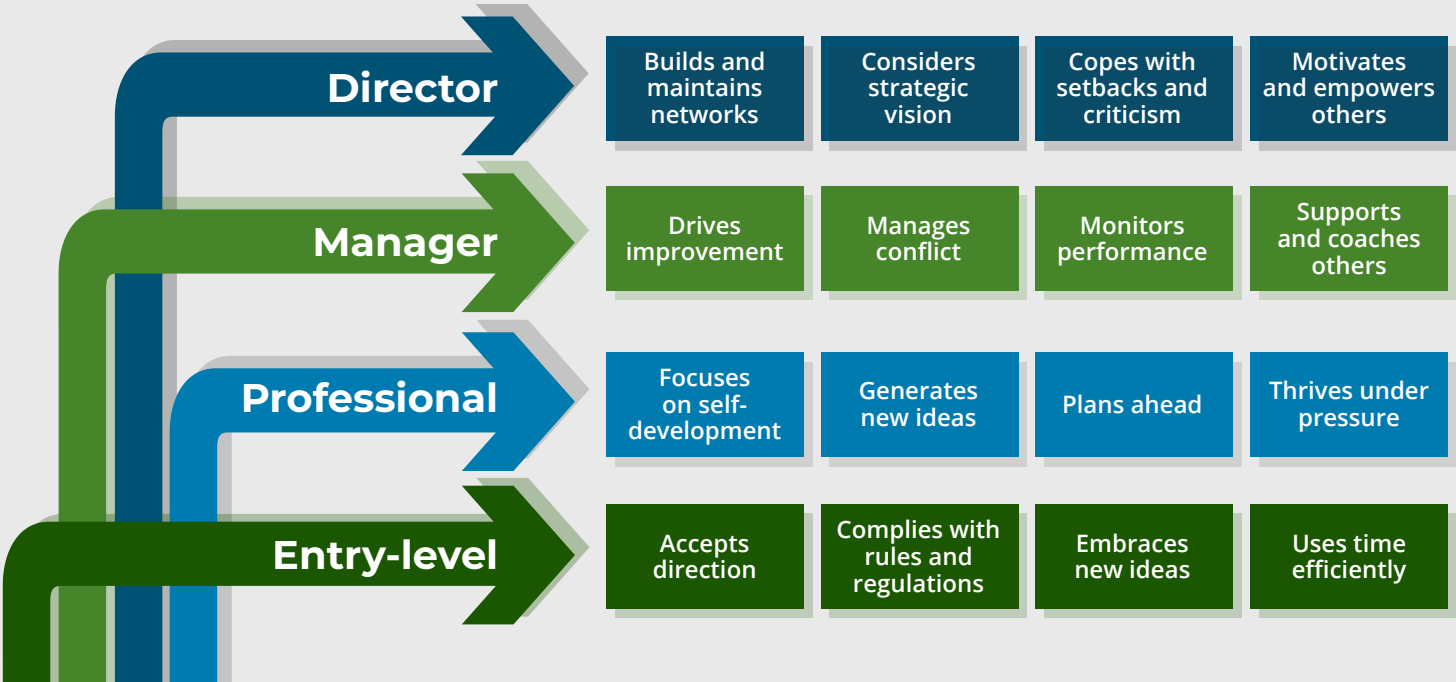 Director
Builds and
maintains
networks
Considers
strategic
vision
Copes with
setbacks and
criticism
Motivates
and empowers
others
Manager
Drives
improvement
Manages
conflict
Monitors
performance
Supports
and coaches
others
Professional
Focuses
on self-
development
Generates
new ideas
Plans ahead
Thrives under
pressure
Entry-level
Accepts
direction
Complies with
rules and
regulations
Embraces
new ideas
Uses time
efficiently